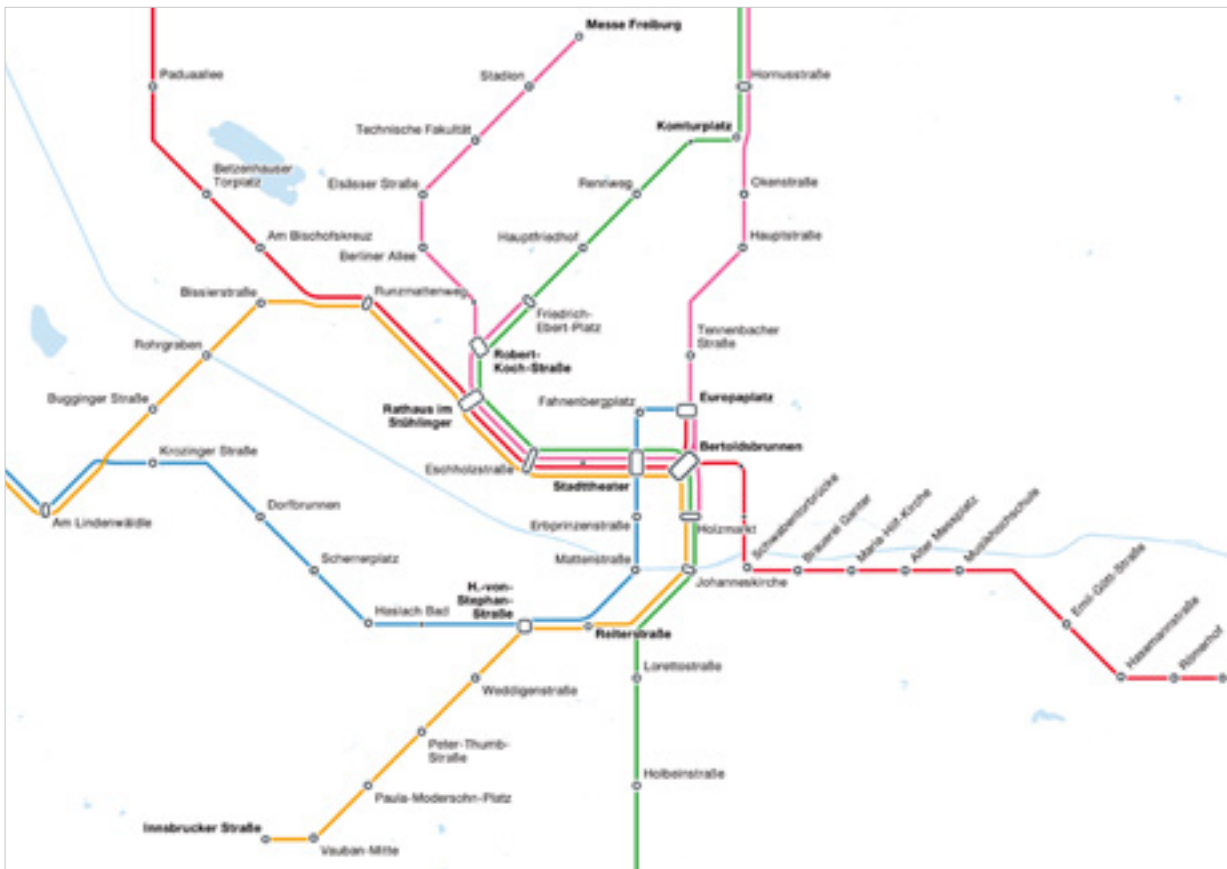 Messe Freiburg
Paduaallee
Stadion
Hornusstraße
Technische Fakultät
Komturplatz
Betzenhauser
Torplatz
Elsässer Straße
Rennweg
Okenstraße
Am Bischofskreuz
Berliner Allee
Hauptfriedhof
Hauptstraße
Bissierstraße
Runzmattenweg
Friedrich-
Ebert-Platz
Tennenbacher
Straße
Rohrgraben
Robert-
Koch-Straße
Bugginger Straße
Rathaus im
Stühlinger
Fahnenbergplatz
Europaplatz
Krozinger Straße
Eschholzstraße
Stadttheater
Bertoldsbrunnen
Am Lindenwäldle
Dorfbrunnen
Erbprinzenstraße
Holzmarkt
Schwabentorbrücke
Brauerei Ganter
Maria-Hilf-Kirche
Alter Messplatz
Musikhochschule
Scherrerplatz
Mattenstraße
Johanneskirche
H.-von-
Stephan-
Straße
Haslach Bad
Reiterstraße
Emil-Gött-Straße
Hasemannstraße
Römerhof
Weddigenstraße
Lorettostraße
Peter-Thumb-
Straße
Paula-Modersohn-Platz
Holbeinstraße
Innsbrucker Straße
Vauban-Mitte